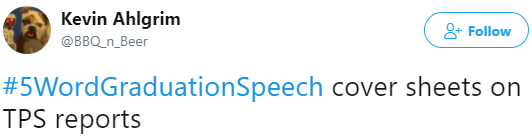 Kevin Ahlgrim
@BBQ_n_Beer
Follow
#5WordGraduationSpeech cover sheets on
TPS reports